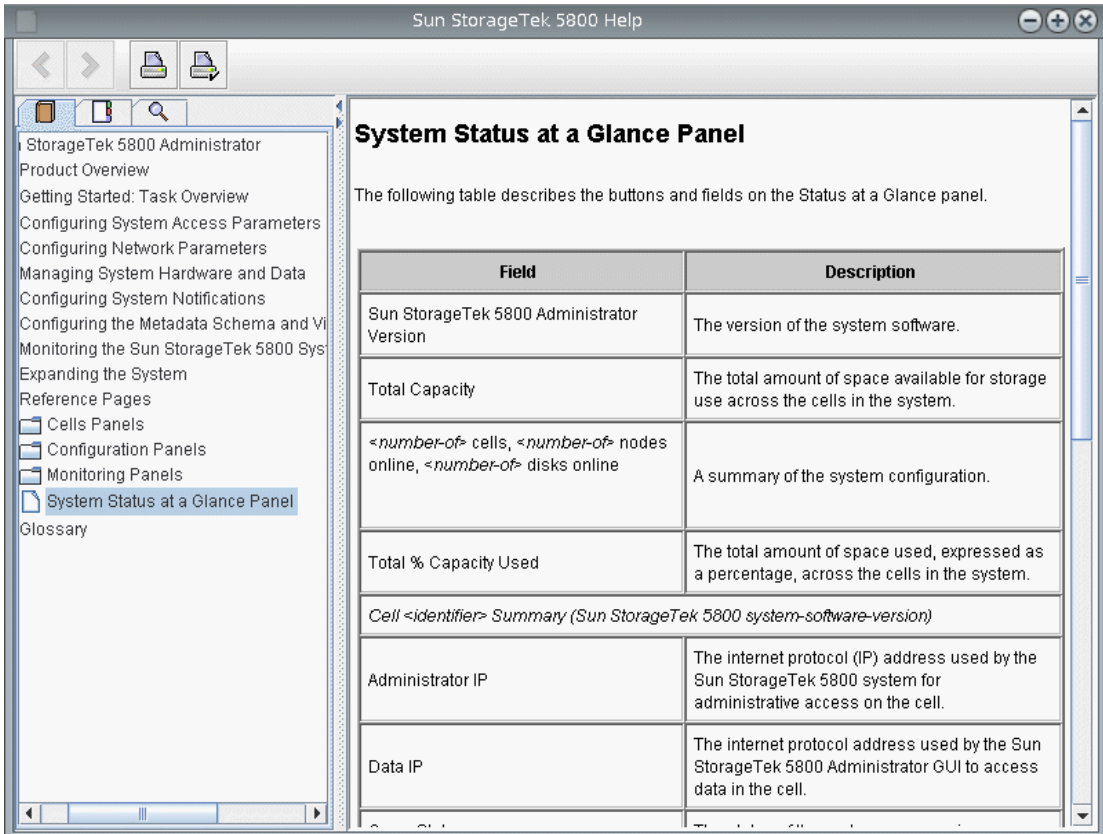 Sun StorageTek 5800 Help
StorageTek 5800 Administrator
Product Overview
Getting Started: Task Overview
Configuring System Access Parameters
Configuring Network Parameters
Managing System Hardware and Data
Configuring System Notifications
Configuring the Metadata Schema and Vi
Monitoring the Sun StorageTek 5800 Sys
Expanding the System
Reference Pages
Cells Panels
Configuration Panels
Monitoring Panels
System Status at a Glance Panel
Glossary
System Status at a Glance Panel
The following table describes the buttons and fields on the Status at a Glance panel.
Field
Description
Sun StorageTek 5800 Administrator
Version
The version of the system software.
Total Capacity
The total amount of space available for storage
use across the cells in the system.
<number-of> cells, <number-of> nodes
online, <number-of> disks online
A summary of the system configuration.
Total % Capacity Used
The total amount of space used, expressed as
a percentage, across the cells in the system.
Cell <identifier> Summary (Sun StorageTek 5800 system-software-version)
Administrator IP
The internet protocol (IP) address used by the
Sun StorageTek 5800 system for
administrative access on the cell.
Data IP
The internet protocol address used by the Sun
StorageTek 5800 Administrator GUI to access
data in the cell.